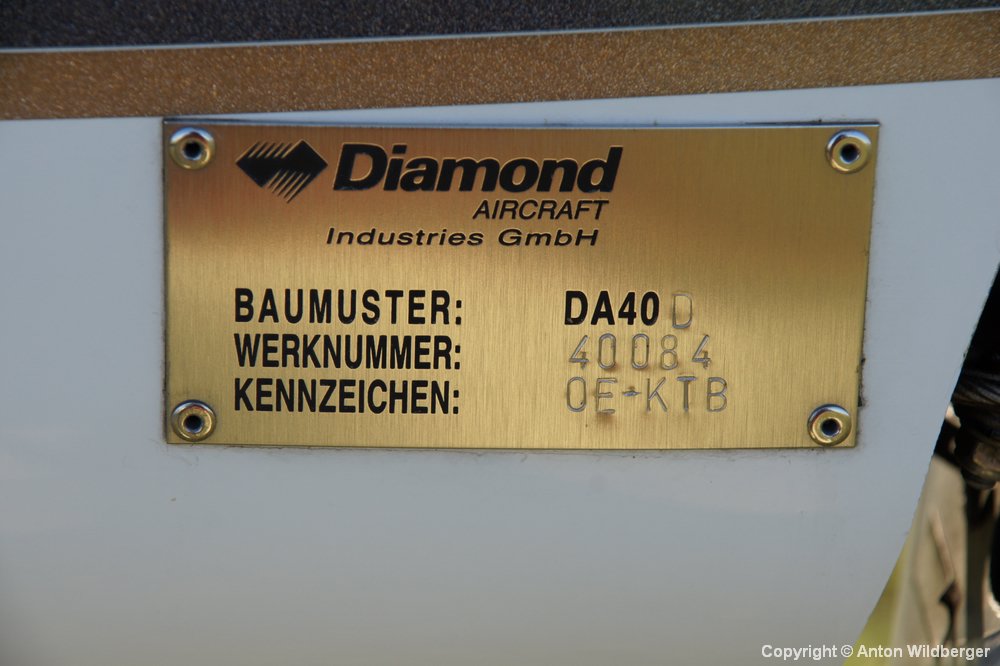 Diamond
AIRCRAFT
Industries GmbH
BAUMUSTER: DA40 D
WERKNUMMER: 40084
KENNZEICHEN: OE-KTB
Copyright © Anton Wildberger